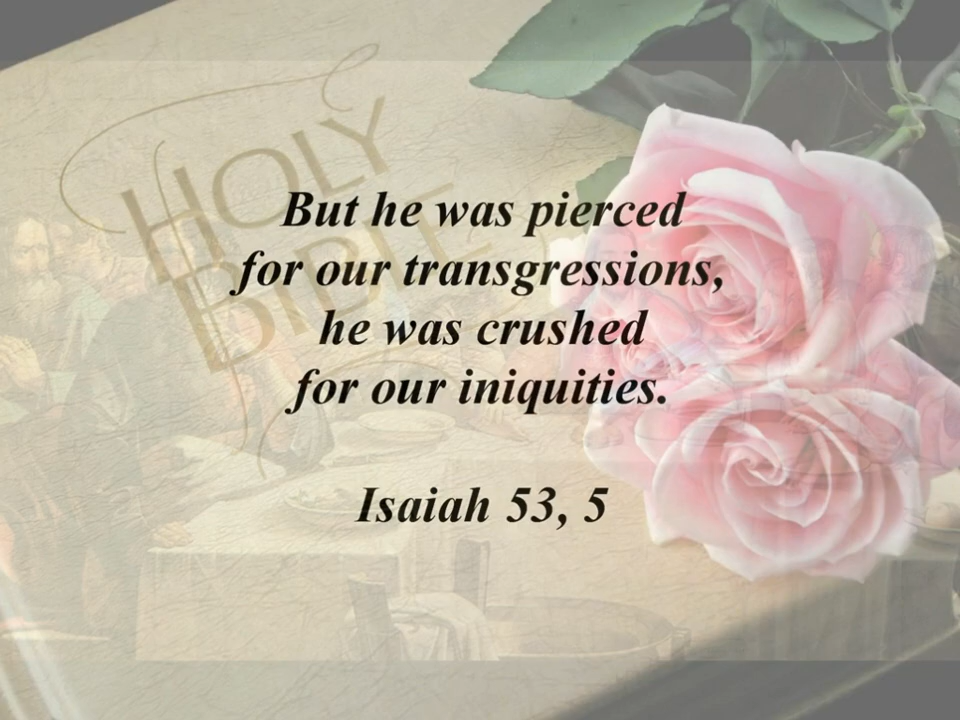 HOLY
BIBLE
But he was pierced
for our transgressions,
he was crushed
for our iniquities.
Isaiah 53, 5